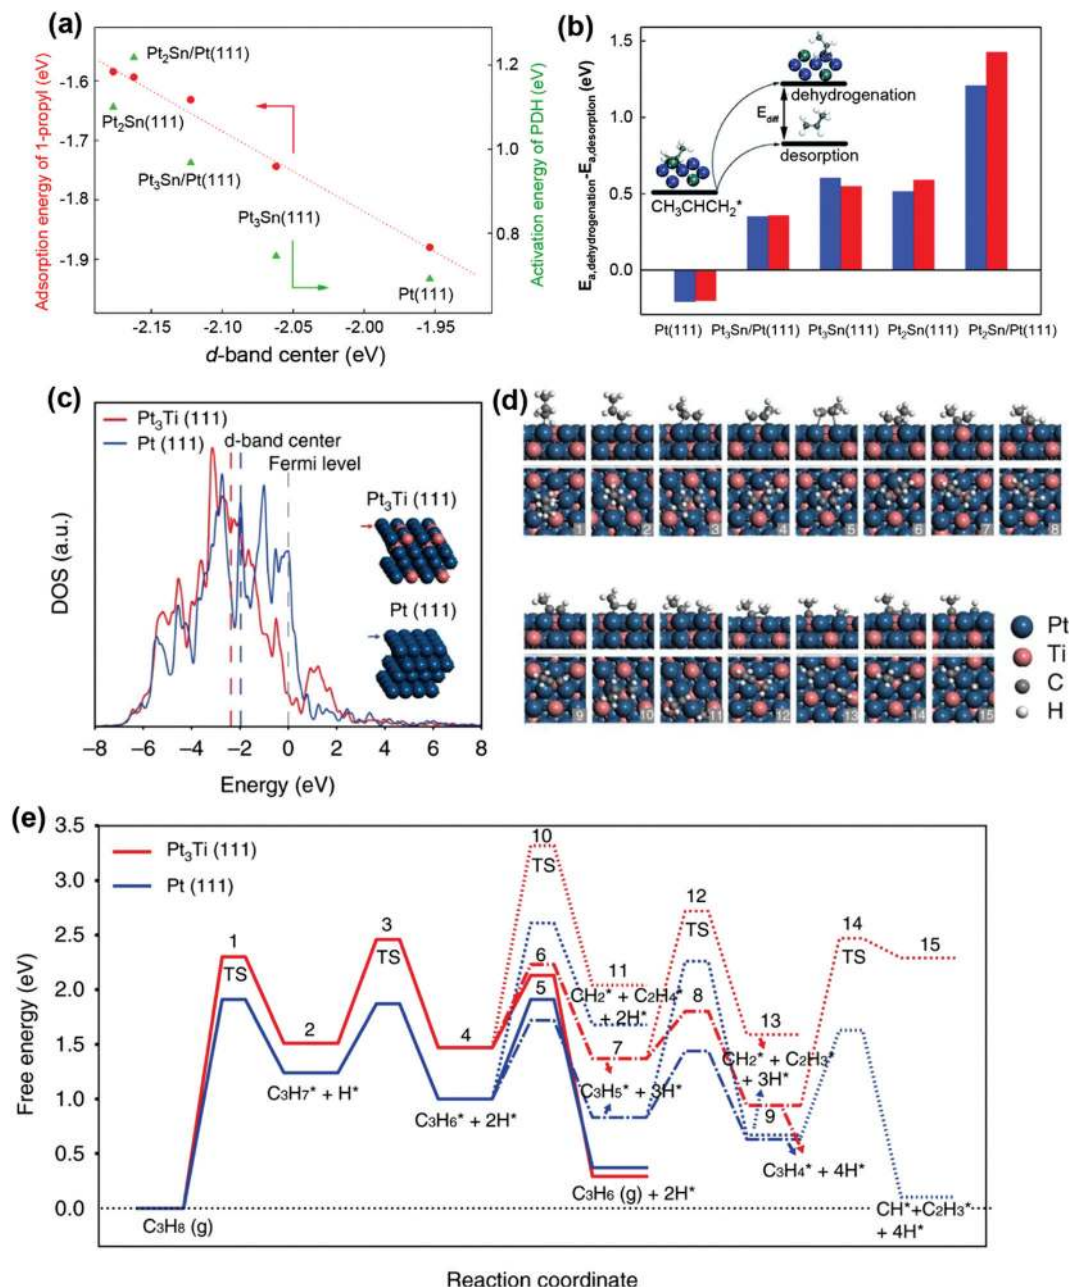 (a)
Adsorption energy of 1-propyl (eV)
-1.6
-1.7
-1.8
-1.9
Pt₂Sn/Pt(111)
Pt₂Sn(111)
Pt₃Sn/Pt(111)
Pt₃Sn(111)
Pt(111)
1.2
1.0
0.8
Activation energy of PDH (eV)
-2.15 -2.10 -2.05 -2.00 -1.95
d-band center (eV)
(b)
E a,dehydrogenation-E a,desorption (eV)
1.5
1.0
0.5
0.0
dehydrogenation
E diff
desorption
CH₃CHCH₂*
Pt(111) Pt₃Sn/Pt(111) Pt₃Sn(111) Pt₂Sn(111) Pt₂Sn/Pt(111)
(c)
Pt₃Ti (111)
Pt (111)
d-band center
Fermi level
Pt₃Ti (111)
Pt (111)
DOS (a.u.)
−8 −6 −4 −2 0 2 4 6 8
Energy (eV)
(d)
1 2 3 4 5 6 7 8
9 10 11 12 13 14 15
Pt
Ti
C
H
(e)
Free energy (eV)
3.5
3.0
2.5
2.0
1.5
1.0
0.5
0.0
Pt₃Ti (111)
Pt (111)
1
TS
2
3
TS
4
10
TS
6
5
11
CH₂* + C₂H₄*
+ 2H*
7
8
12
TS
13
14
TS
15
C₃H₇* + H*
C₃H₆* + 2H*
C₃H₅* + 3H*
CH₂* + C₂H₃*
+ 3H*
9
C₃H₄* + 4H*
C₃H₆ (g) + 2H*
C₃H₈ (g)
CH*+C₂H₃*
+ 4H*
Reaction coordinate